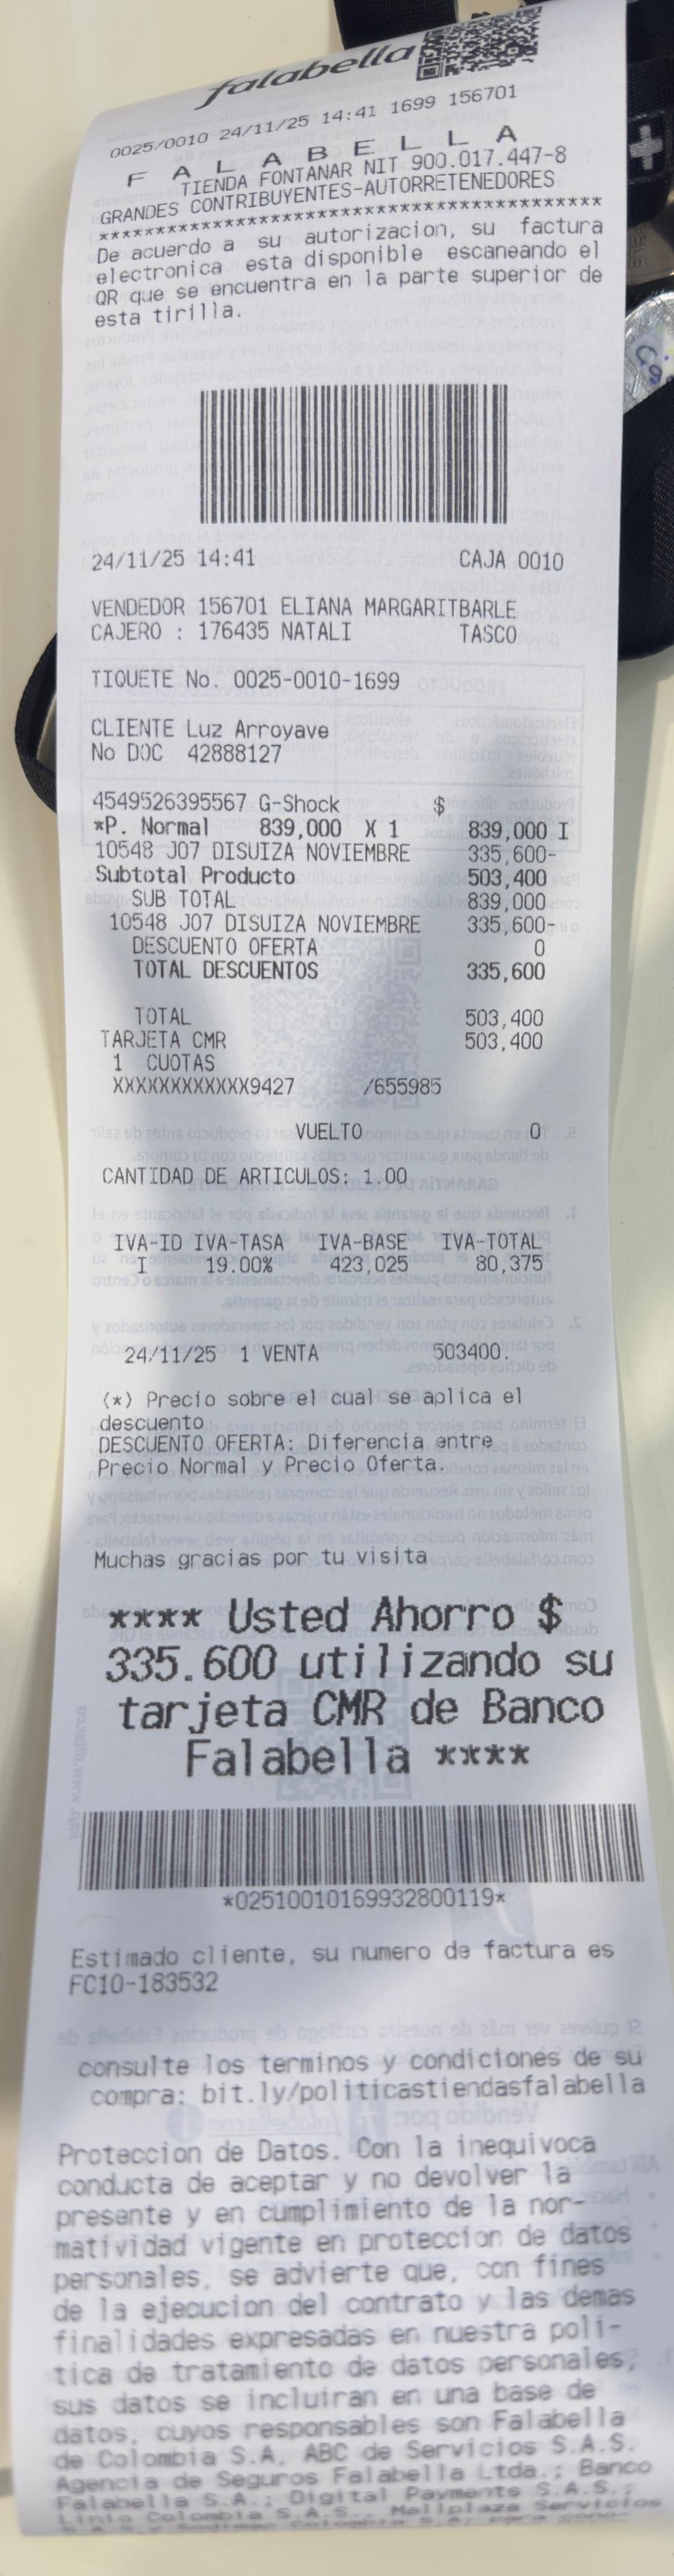 falabella
0025/0010 24/11/25 14:41 1699 156701
F A L A B E L L A
TIENDA FONTANAR NIT 900.017.447-8
GRANDES CONTRIBUYENTES-AUTORRETENEDORES
******************************************
De acuerdo a su autorizacion, su factura
electronica esta disponible escaneando el
QR que se encuentra en la parte superior de
esta tirilla.
24/11/25 14:41 CAJA 0010
VENDEDOR 156701 ELIANA MARGARITBARLE
CAJERO : 176435 NATALI TASCO
TIQUETE No. 0025-0010-1699
CLIENTE Luz Arroyave
No DOC 42888127
4549526395567 G-Shock $
*P. Normal 839,000 X 1 839,000 I
10548 J07 DISUIZA NOVIEMBRE 335,600-
Subtotal Producto 503,400
SUB TOTAL 839,000
10548 J07 DISUIZA NOVIEMBRE 335,600-
DESCUENTO OFERTA 0
TOTAL DESCUENTOS 335,600
TOTAL 503,400
TARJETA CMR 503,400
1 CUOTAS
XXXXXXXXXXXX9427 /655985
VUELTO 0
CANTIDAD DE ARTICULOS: 1.00
IVA-ID IVA-TASA IVA-BASE IVA-TOTAL
I 19.00% 423,025 80,375
24/11/25 1 VENTA 503400.
(*) Precio sobre el cual se aplica el
descuento
DESCUENTO OFERTA: Diferencia entre
Precio Normal y Precio Oferta.
Muchas gracias por tu visita
**** Usted Ahorro $
335.600 utilizando su
tarjeta CMR de Banco
Falabella ****
*02510010169932800119*
Estimado cliente, su numero de factura es
FC10-183532
consulte los terminos y condiciones de su
compra: bit.ly/politicastiendasfalabella
Proteccion de Datos. Con la inequivoca
conducta de aceptar y no devolver la
presente y en cumplimiento de la nor-
matividad vigente en proteccion de datos
personales, se advierte que, con fines
de la ejecucion del contrato y las demas
finalidades expresadas en nuestra poli-
tica de tratamiento de datos personales,
sus datos se incluiran en una base de
datos, cuyos responsables son Falabella
de Colombia S.A. ABC de Servicios S.A.S.
Agencia de Seguros Falabella Ltda.; Banco
Falabella S.A.; Digital Payments S.A.S.;
Linio Colombia S.A.S., Mallplaza Servicios